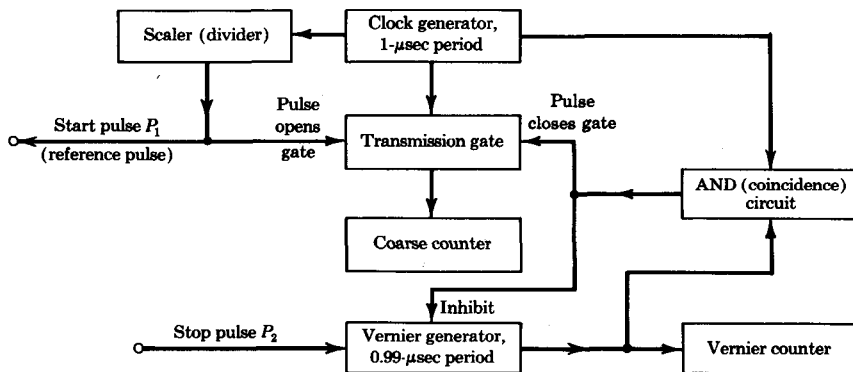 Scaler (divider)
Clock generator,
1-μsec period
Start pulse P₁
(reference pulse)
Pulse
opens
gate
Transmission gate
Pulse
closes gate
AND (coincidence)
circuit
Coarse counter
Inhibit
Stop pulse P₂
Vernier generator,
0.99-μsec period
Vernier counter